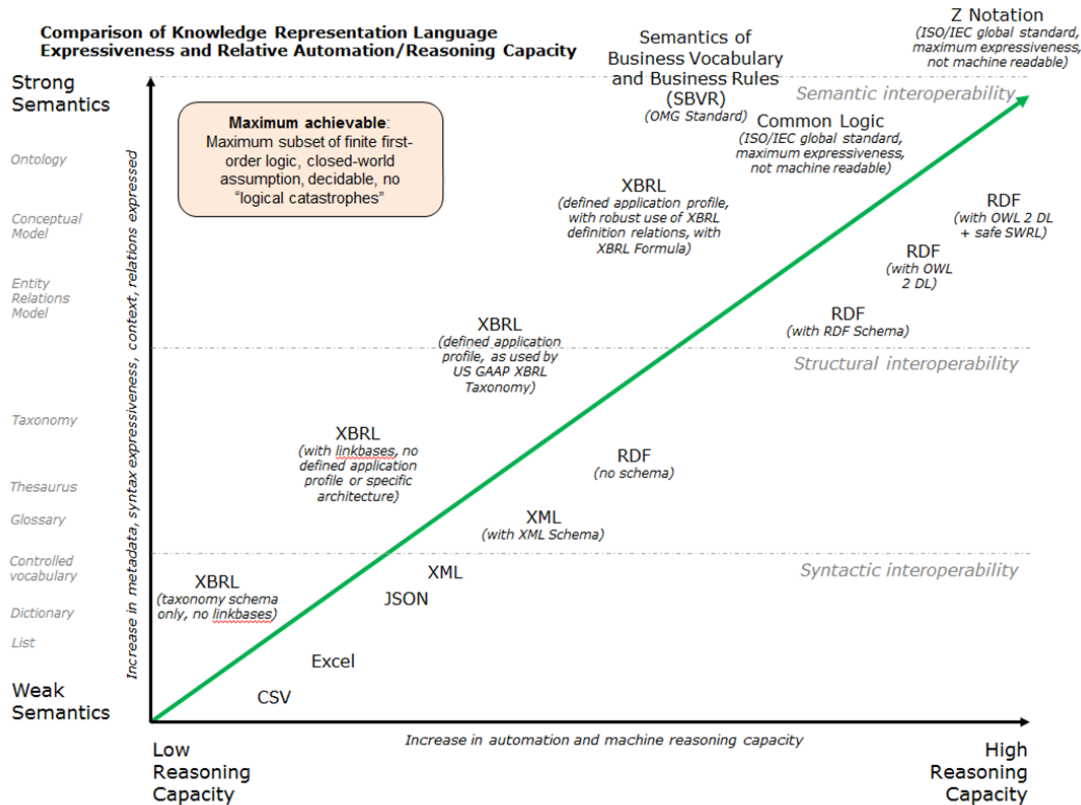 Comparison of Knowledge Representation Language
Expressiveness and Relative Automation/Reasoning Capacity
Z Notation
(ISO/IEC global standard,
maximum expressiveness,
not machine readable)
Semantics of
Business Vocabulary
and Business Rules
(SBVR)
(OMG Standard)
Strong
Semantics
Semantic interoperability
Maximum achievable:
Maximum subset of finite first-
order logic, closed-world
assumption, decidable, no
"logical catastrophes"
Common Logic
(ISO/IEC global standard,
maximum expressiveness,
not machine readable)
Ontology
XBRL
(defined application profile,
with robust use of XBRL
definition relations, with
XBRL Formula)
RDF
(with OWL 2 DL
+ safe SWRL)
Conceptual
Model
RDF
(with OWL
2 DL)
Entity
Relations
Model
RDF
(with RDF Schema)
XBRL
(defined application
profile, as used by
US GAAP XBRL
Taxonomy)
Structural interoperability
Increase in metadata, syntax expressiveness, context, relations expressed
Taxonomy
XBRL
(with linkbases, no
defined application
profile or specific
architecture)
RDF
(no schema)
Thesaurus
Glossary
XML
(with XML Schema)
Controlled
vocabulary
Syntactic interoperability
XBRL
(taxonomy schema
only, no linkbases)
XML
JSON
Dictionary
List
Excel
CSV
Weak
Semantics
Increase in automation and machine reasoning capacity
Low
Reasoning
Capacity
High
Reasoning
Capacity